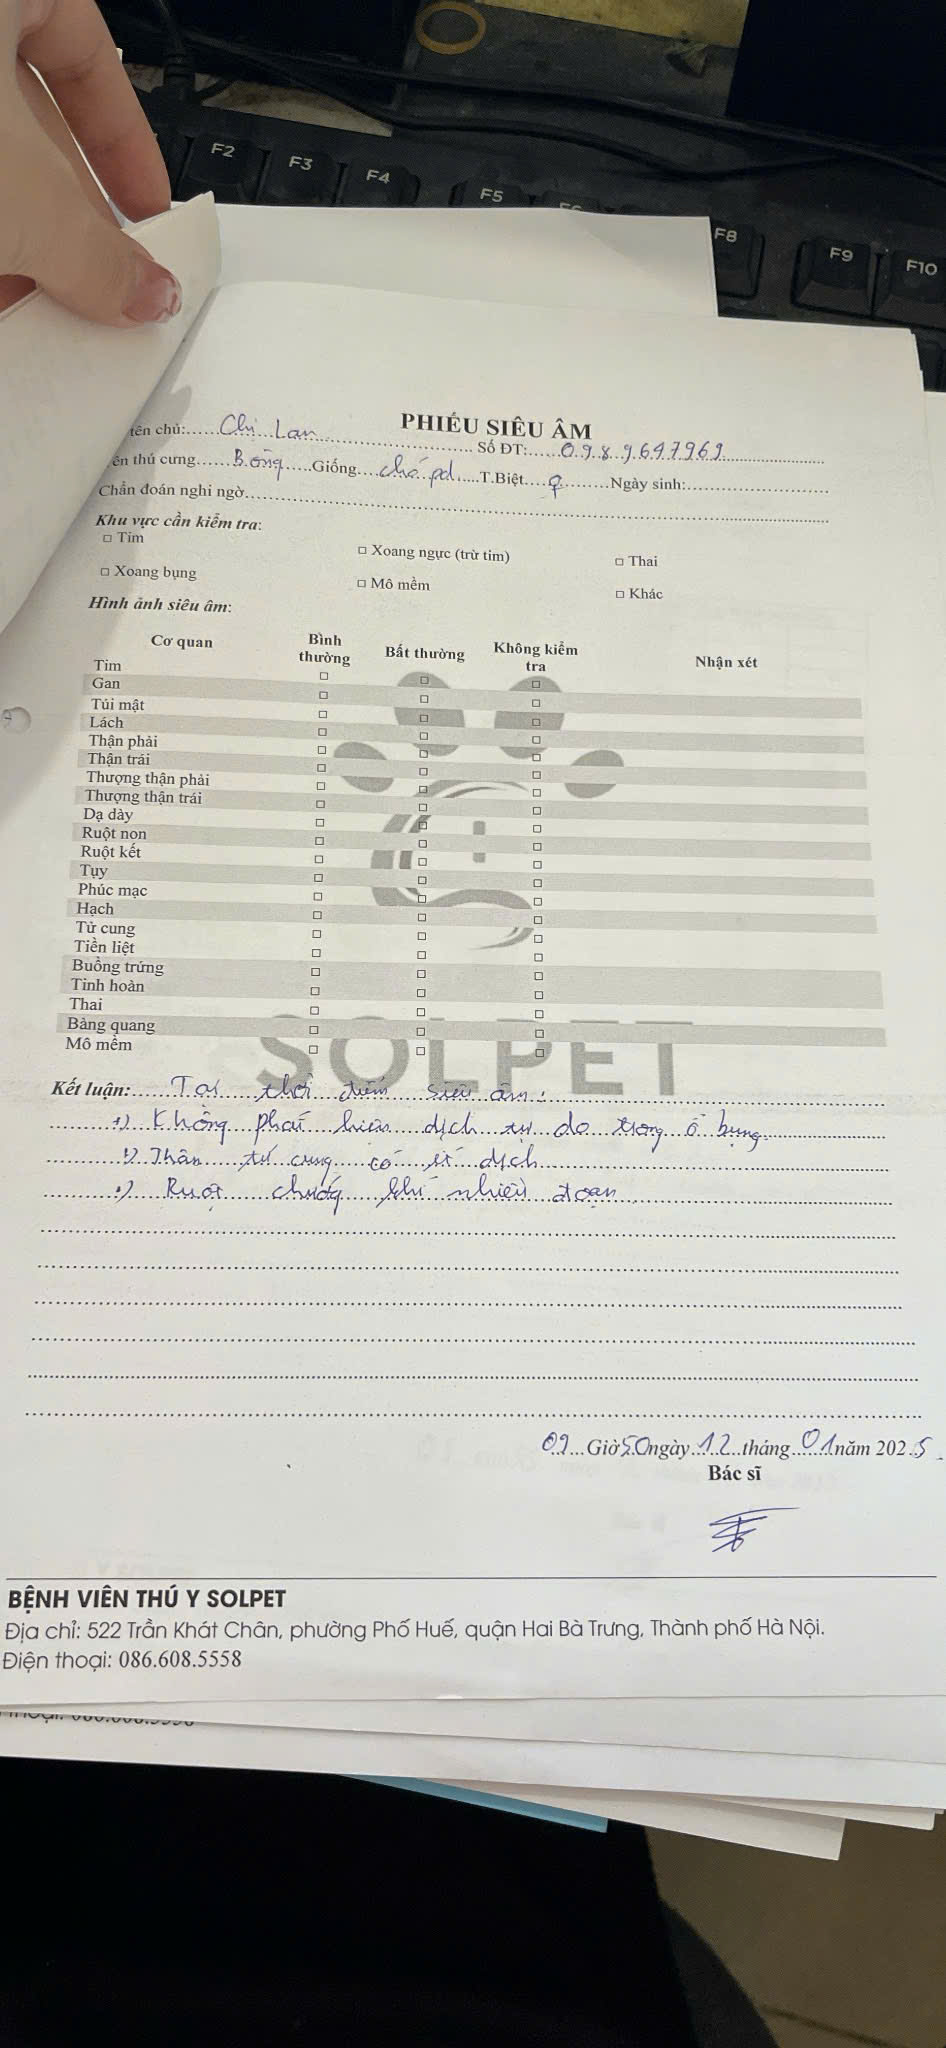 F2
F3
F4
F5
F8
F9
F10
PHIẾU SIÊU ÂM
tên chủ: Chị Lan Số ĐT: 0989647969
ên thú cưng Bông Giống chó pd T.Biệt ♀ Ngày sinh:
Chẩn đoán nghi ngờ
Khu vực cần kiểm tra:
□ Tim □ Xoang ngực (trừ tim) □ Thai
□ Xoang bụng □ Mô mềm □ Khác
Hình ảnh siêu âm:
Cơ quan Bình thường Bất thường Không kiểm tra Nhận xét
Tim □ □ □
Gan □ □ □
Túi mật □ □ □
Lách □ □ □
Thận phải □ □ □
Thận trái □ □ □
Thượng thận phải □ □ □
Thượng thận trái □ □ □
Dạ dày □ □ □
Ruột non □ □ □
Ruột kết □ □ □
Tụy □ □ □
Phúc mạc □ □ □
Hạch □ □ □
Tử cung □ □ □
Tiền liệt □ □ □
Buồng trứng □ □ □
Tinh hoàn □ □ □
Thai □ □ □
Bàng quang □ □ □
Mô mềm □ □ □
SOLPET
Kết luận: Tại thời điểm siêu âm:
+) Không phát hiện dịch tự do trong ổ bụng
+) Thân tử cung có ít dịch
+) Ruột chướng khí nhiều đoạn
09 Giờ 50 ngày 12 tháng 01 năm 2025
Bác sĩ
BỆNH VIÊN THÚ Y SOLPET
Địa chỉ: 522 Trần Khát Chân, phường Phố Huế, quận Hai Bà Trưng, Thành phố Hà Nội.
Điện thoại: 086.608.5558